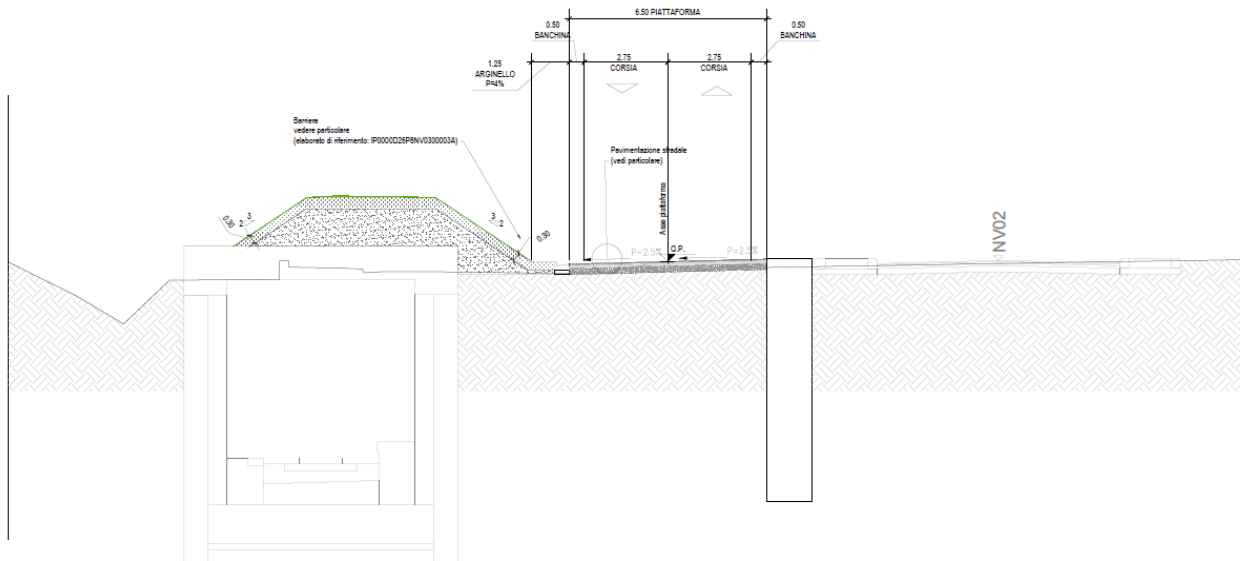 6.50 PIATTAFORMA
0.50
BANCHINA
0.50
BANCHINA
2.75
CORSIA
2.75
CORSIA
1.25
ARGINELLO
P=4%
Barriera
vedere particolare
(elaborato di riferimento: IP0000D26P8NV0300003A)
Pavimentazione stradale
(vedi particolare)
Asse piattaforma
3
2
0.30
3
2
0.30
Q.P.
P=2.5%
P=2.5%
NV02